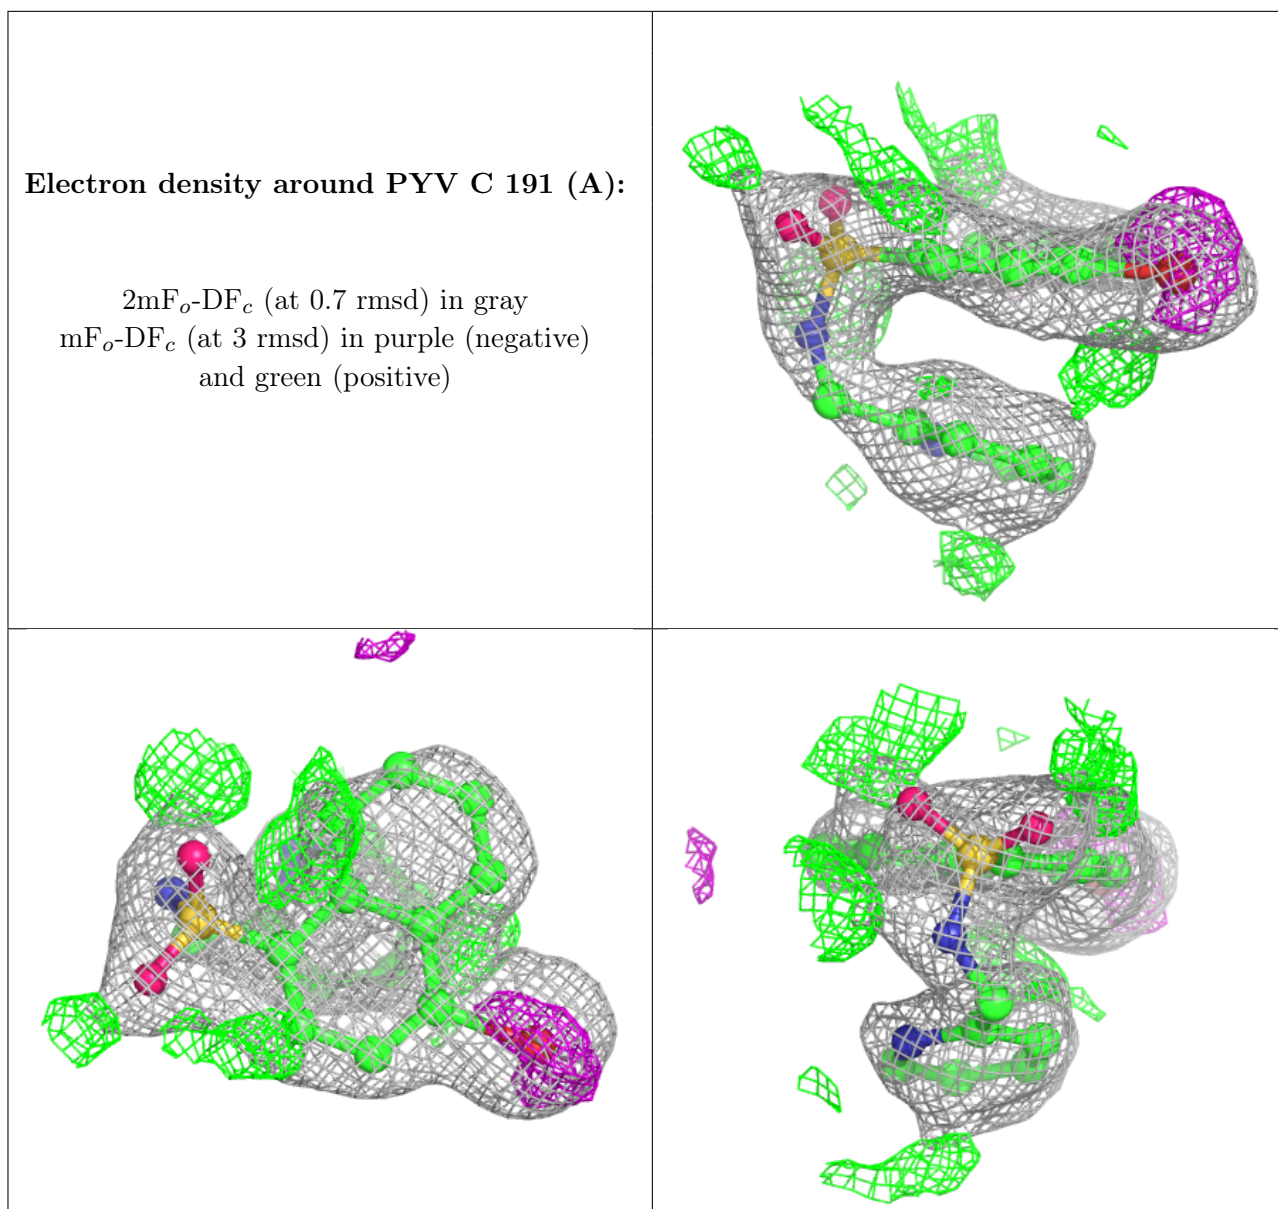 Electron density around PYV C 191 (A):
2mFo-DFc (at 0.7 rmsd) in gray
mFo-DFc (at 3 rmsd) in purple (negative)
and green (positive)